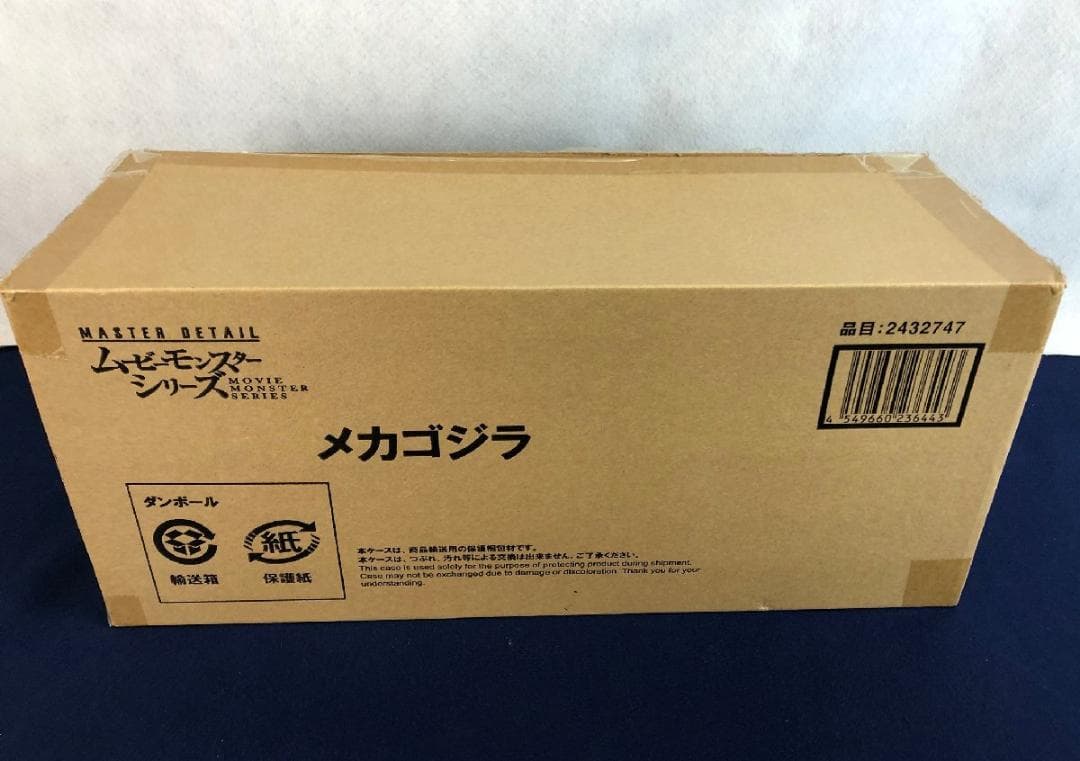 MASTER DETAIL
ムービーモンスター
シリーズ
MOVIE
MONSTER
SERIES
品目:2432747
4 549660 236443
メカゴジラ
ダンボール
輸送箱
紙
保護紙
本ケースは、商品輸送用の保護梱包材です。
本ケースは、つぶれ、汚れ等による交換は出来ません。ご了承ください。
This case is used solely for the purpose of protecting product during shipment.
Case may not be exchanged due to damage or discoloration. Thank you for your
understanding.